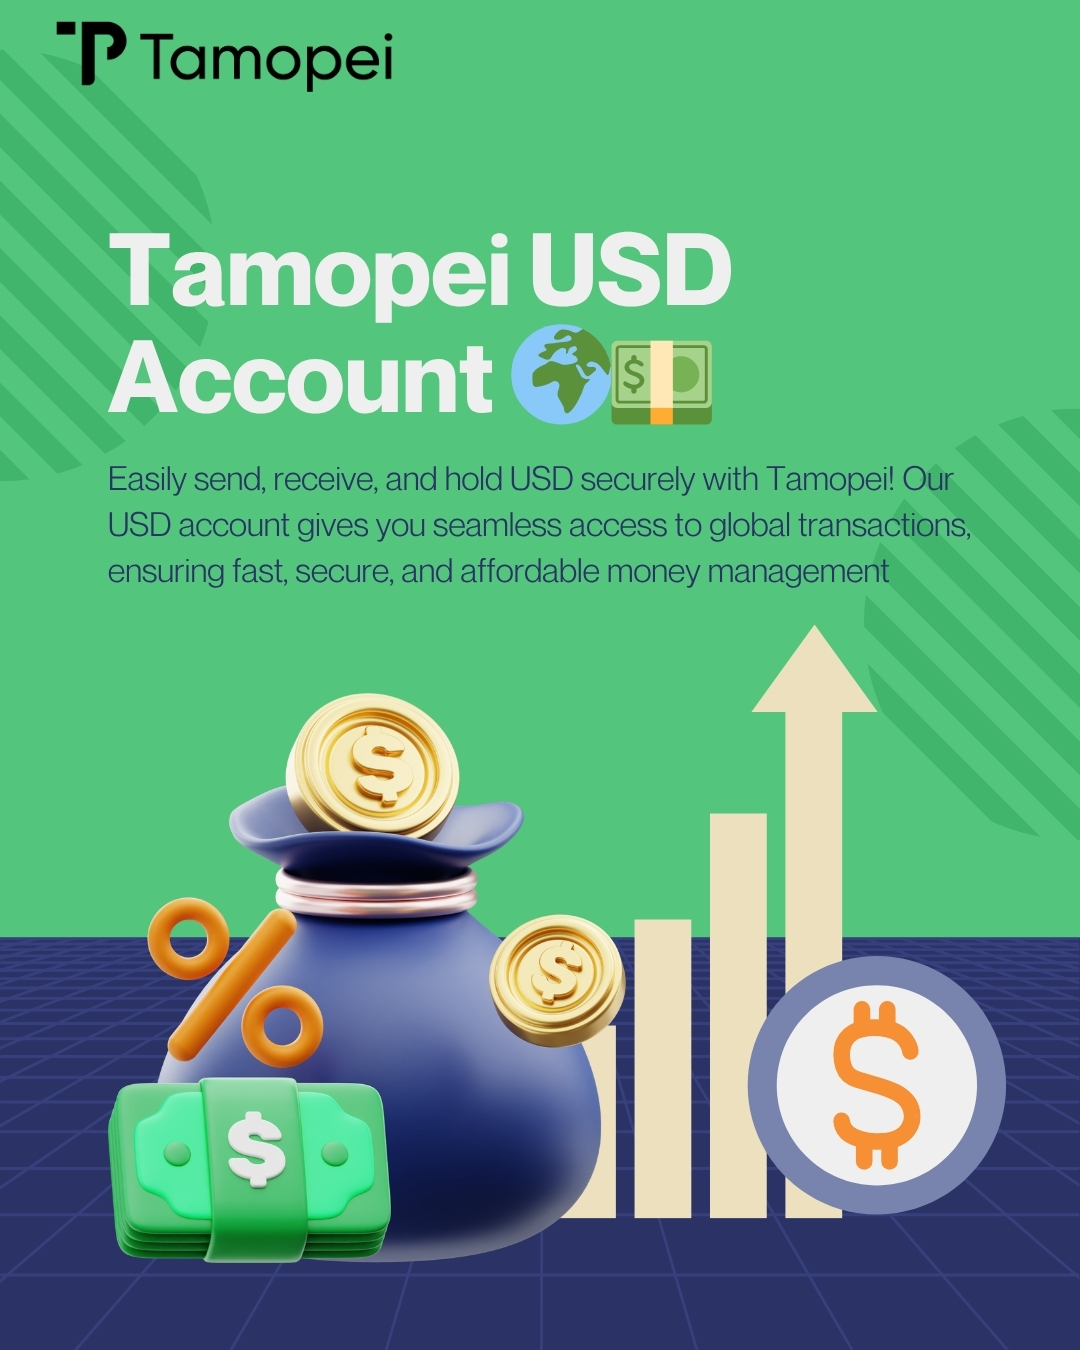 Tamopei
Tamopei USD
Account 🌍💵
Easily send, receive, and hold USD securely with Tamopei! Our
USD account gives you seamless access to global transactions,
ensuring fast, secure, and affordable money management